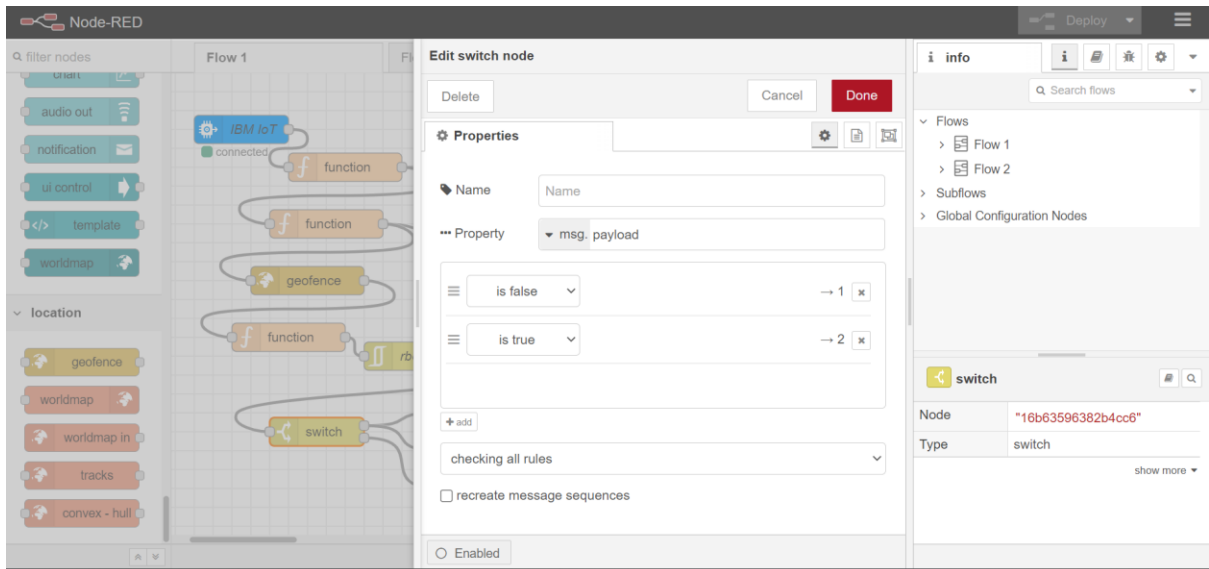 Node-RED
Deploy
filter nodes
chart
audio out
notification
ui control
template
worldmap
location
geofence
worldmap
worldmap in
tracks
convex - hull
Flow 1
Fl
IBM IoT
connected
function
function
geofence
function
rb
switch
Edit switch node
Delete
Cancel
Done
Properties
Name
Name
Property
msg. payload
is false
→ 1
is true
→ 2
add
checking all rules
recreate message sequences
Enabled
i info
i
Search flows
Flows
Flow 1
Flow 2
Subflows
Global Configuration Nodes
switch
Node "16b63596382b4cc6"
Type switch
show more